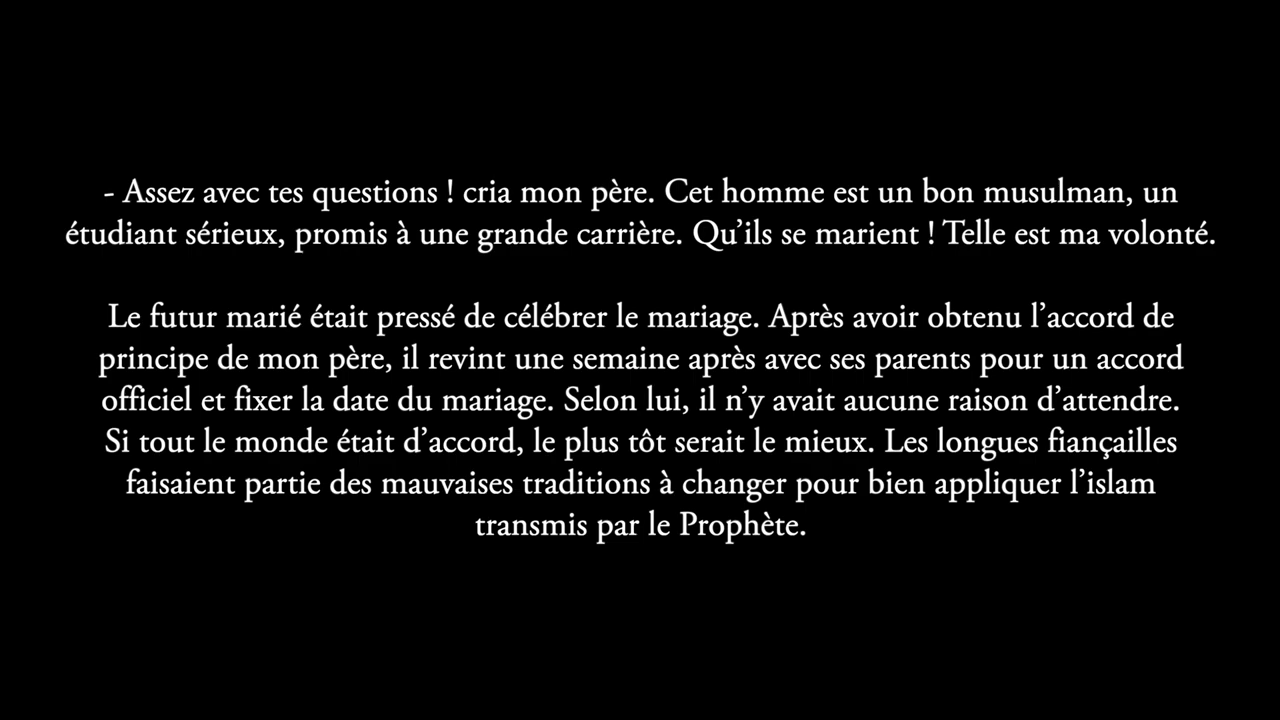 - Assez avec tes questions ! cria mon père. Cet homme est un bon musulman, un
étudiant sérieux, promis à une grande carrière. Qu’ils se marient ! Telle est ma volonté.
Le futur marié était pressé de célébrer le mariage. Après avoir obtenu l’accord de
principe de mon père, il revint une semaine après avec ses parents pour un accord
officiel et fixer la date du mariage. Selon lui, il n’y avait aucune raison d’attendre.
Si tout le monde était d’accord, le plus tôt serait le mieux. Les longues fiançailles
faisaient partie des mauvaises traditions à changer pour bien appliquer l’islam
transmis par le Prophète.